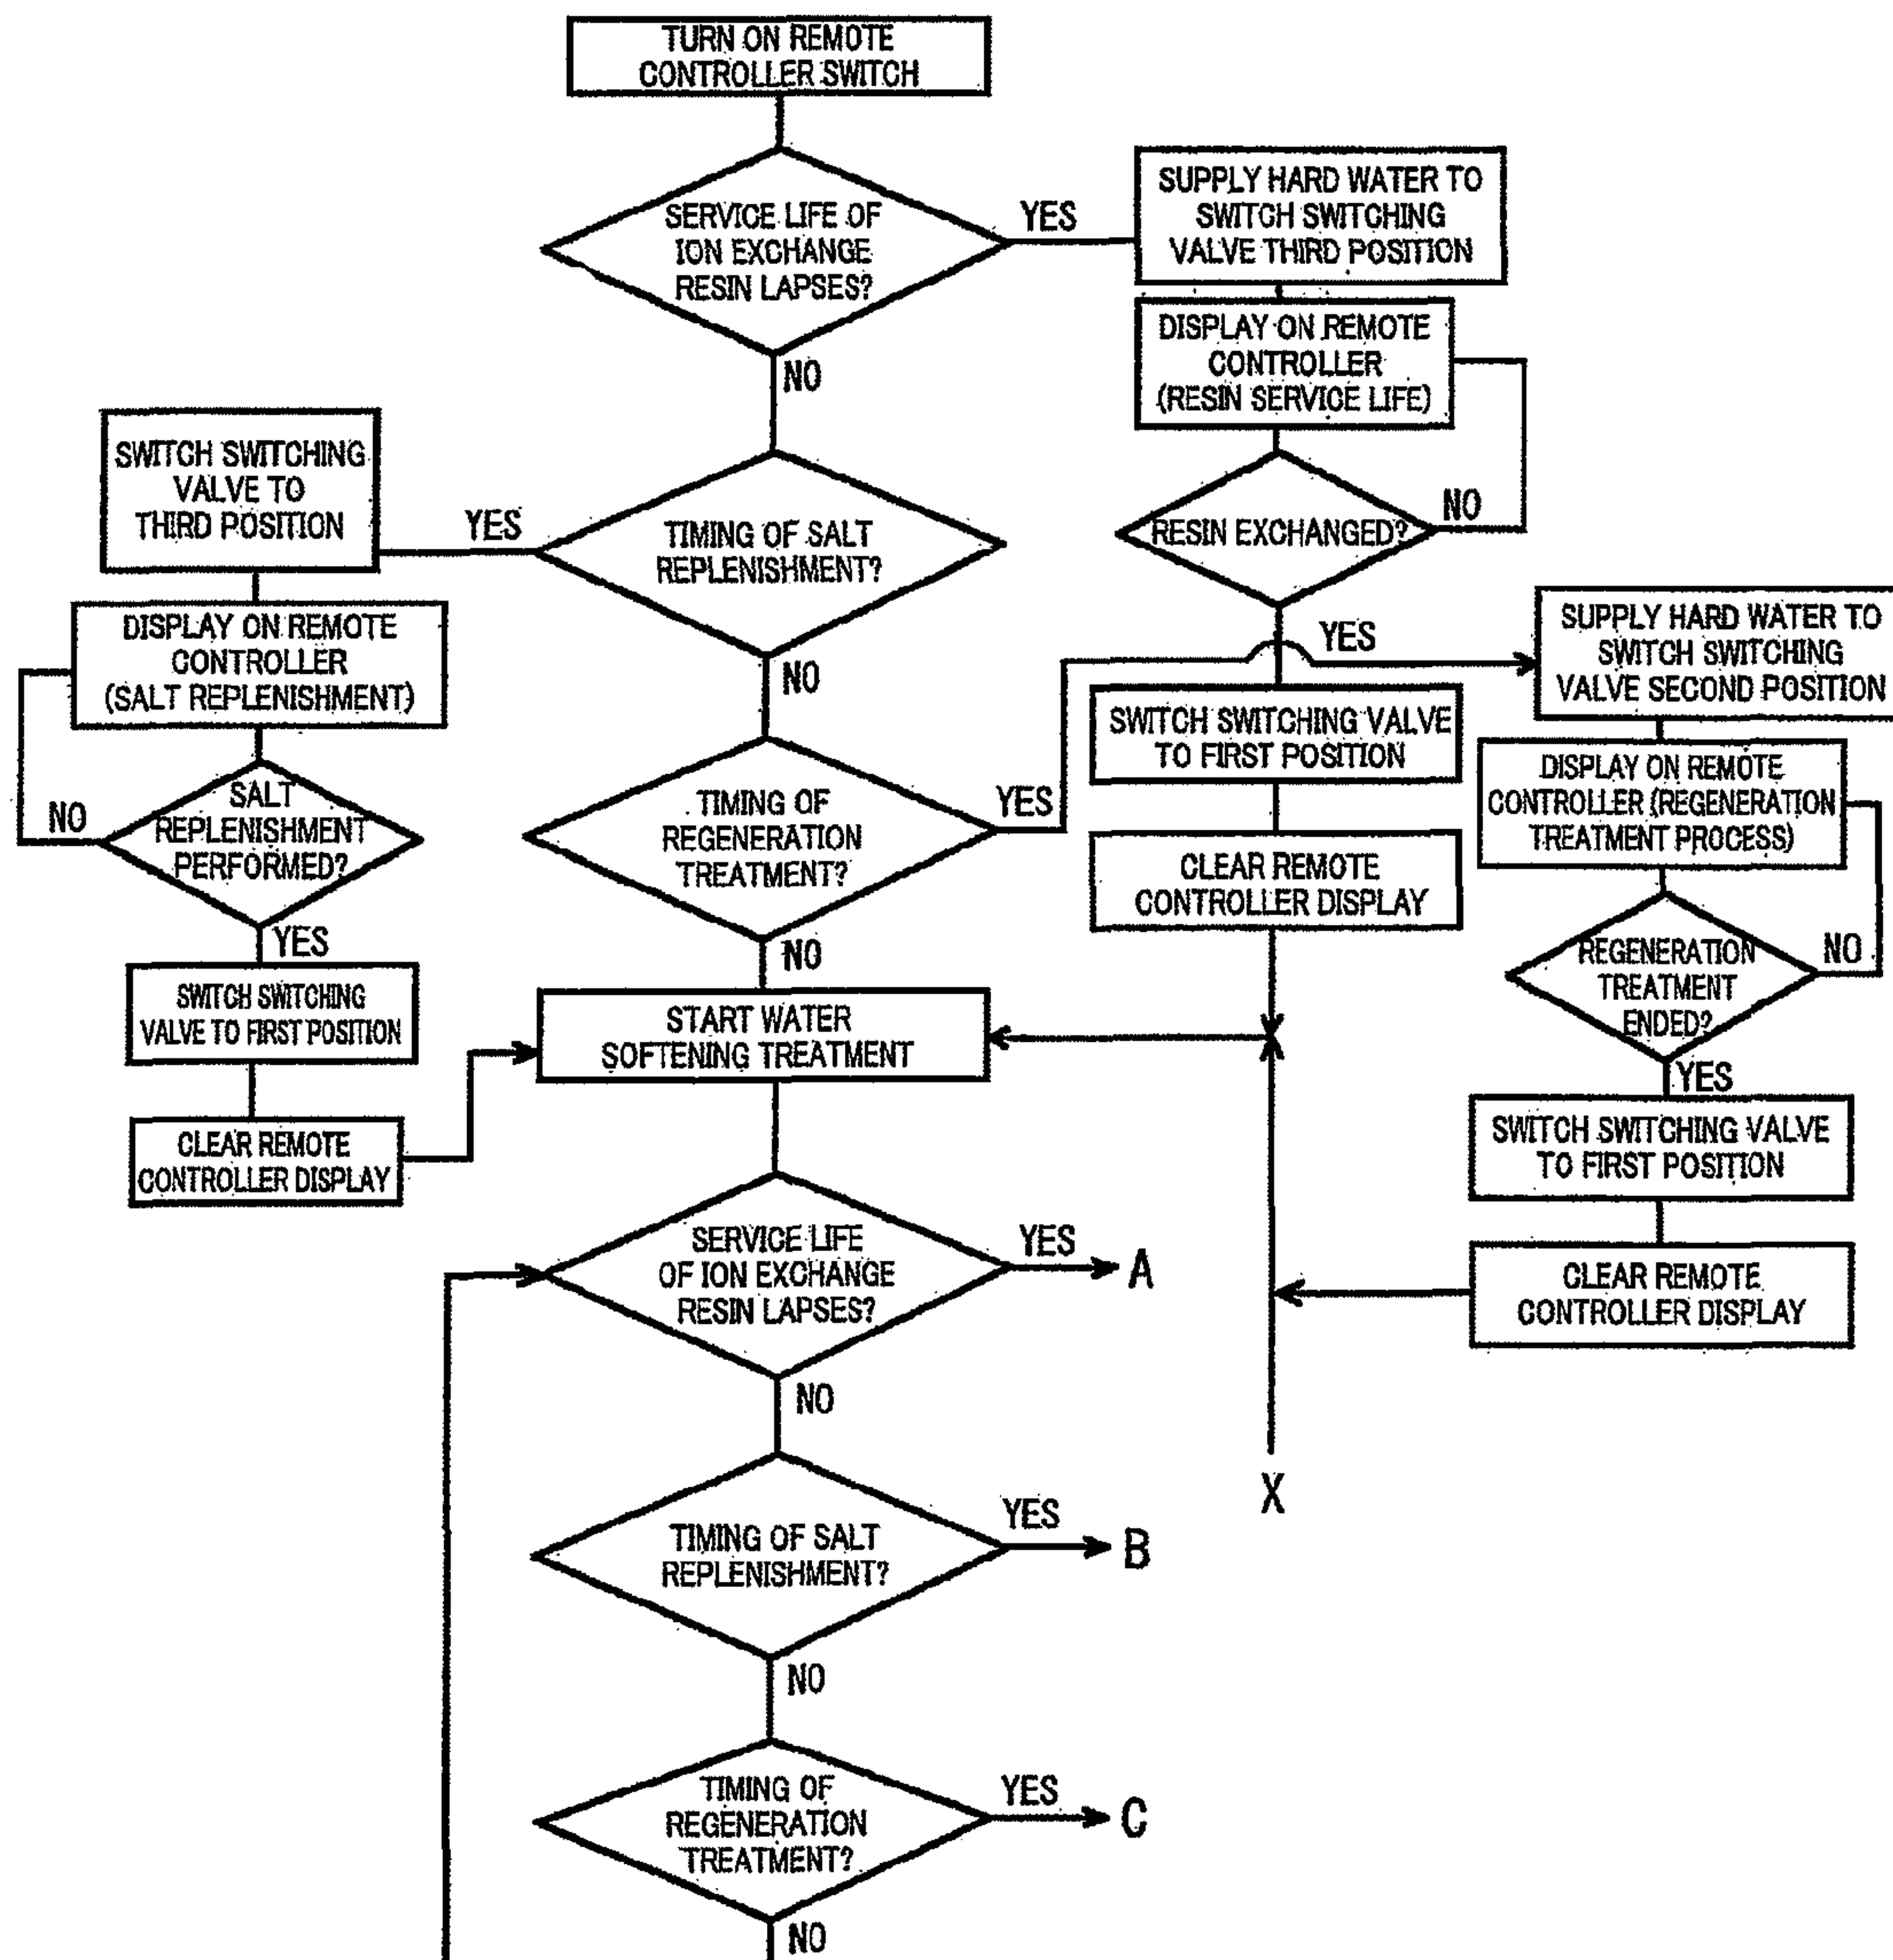 TURN ON REMOTE
CONTROLLER SWITCH
SERVICE LIFE OF
ION EXCHANGE
RESIN LAPSES?
YES
SUPPLY HARD WATER TO
SWITCH SWITCHING
VALVE THIRD POSITION
DISPLAY ON REMOTE
CONTROLLER
(RESIN SERVICE LIFE)
NO
RESIN EXCHANGED?
NO
SWITCH SWITCHING
VALVE TO
THIRD POSITION
YES
TIMING OF SALT
REPLENISHMENT?
DISPLAY ON REMOTE
CONTROLLER
(SALT REPLENISHMENT)
NO
YES
SUPPLY HARD WATER TO
SWITCH SWITCHING
VALVE SECOND POSITION
SWITCH SWITCHING VALVE
TO FIRST POSITION
DISPLAY ON REMOTE
CONTROLLER (REGENERATION
TREATMENT PROCESS)
NO
SALT
REPLENISHMENT
PERFORMED?
TIMING OF
REGENERATION
TREATMENT?
YES
CLEAR REMOTE
CONTROLLER DISPLAY
REGENERATION
TREATMENT
ENDED?
NO
YES
NO
SWITCH SWITCHING
VALVE TO FIRST POSITION
START WATER
SOFTENING TREATMENT
YES
SWITCH SWITCHING VALVE
TO FIRST POSITION
CLEAR REMOTE
CONTROLLER DISPLAY
SERVICE LIFE
OF ION EXCHANGE
RESIN LAPSES?
YES
A
CLEAR REMOTE
CONTROLLER DISPLAY
NO
X
TIMING OF SALT
REPLENISHMENT?
YES
B
NO
TIMING OF
REGENERATION
TREATMENT?
YES
C
NO